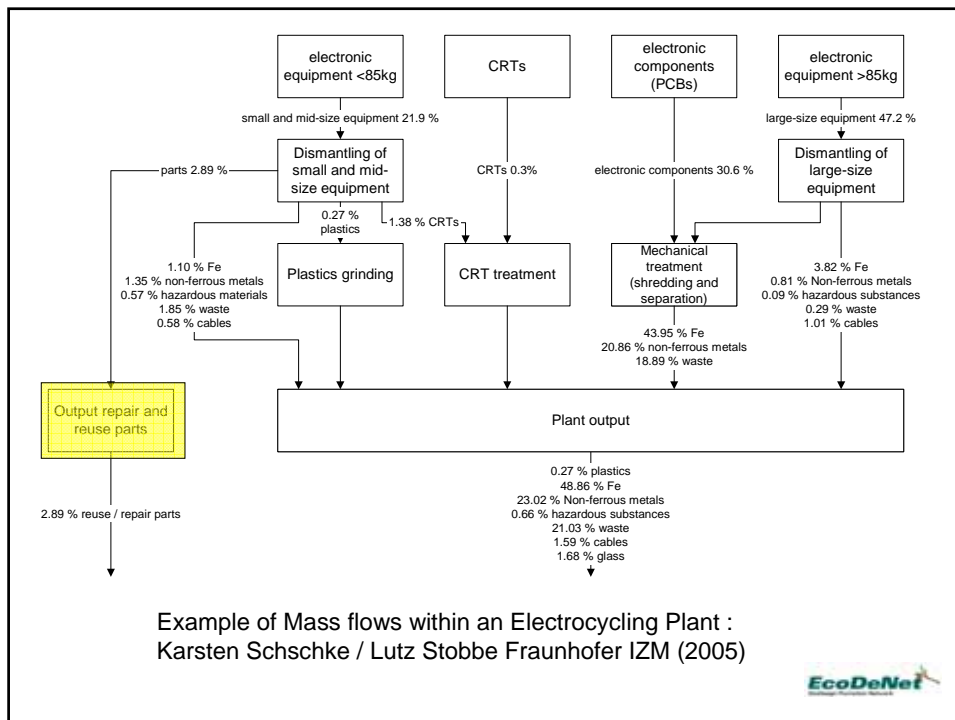 electronic
equipment <85kg
CRTs
electronic
components
(PCBs)
electronic
equipment >85kg
small and mid-size equipment 21.9 %
large-size equipment 47.2 %
parts 2.89 %
Dismantling of
small and mid-
size equipment
CRTs 0.3%
electronic components 30.6 %
Dismantling of
large-size
equipment
0.27 %
plastics
1.38 % CRTs
1.10 % Fe
1.35 % non-ferrous metals
0.57 % hazardous materials
1.85 % waste
0.58 % cables
Plastics grinding
CRT treatment
Mechanical
treatment
(shredding and
separation)
3.82 % Fe
0.81 % Non-ferrous metals
0.09 % hazardous substances
0.29 % waste
1.01 % cables
43.95 % Fe
20.86 % non-ferrous metals
18.89 % waste
Output repair and
reuse parts
Plant output
2.89 % reuse / repair parts
0.27 % plastics
48.86 % Fe
23.02 % Non-ferrous metals
0.66 % hazardous substances
21.03 % waste
1.59 % cables
1.68 % glass
Example of Mass flows within an Electrocycling Plant :
Karsten Schschke / Lutz Stobbe Fraunhofer IZM (2005)
EcoDeNet